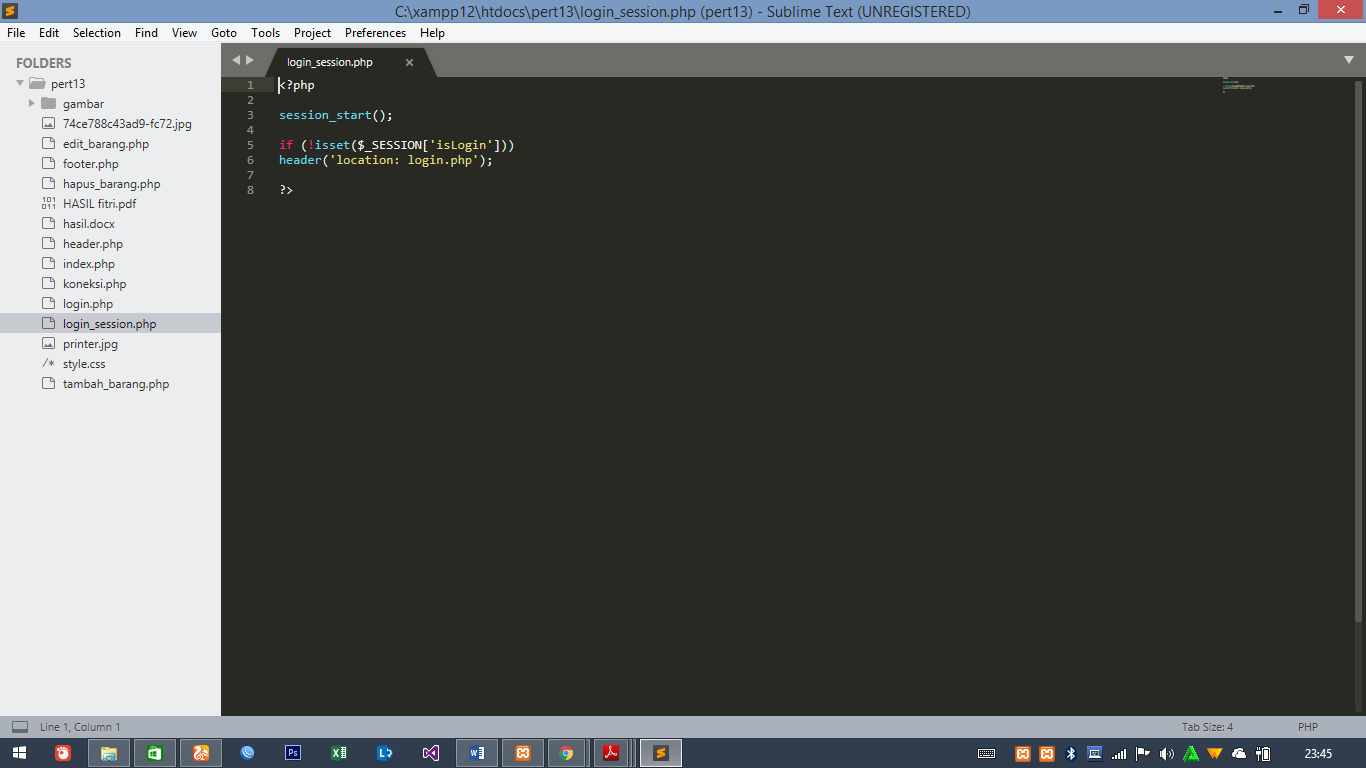 C:\xampp12\htdocs\pert13\login_session.php (pert13) - Sublime Text (UNREGISTERED)
File Edit Selection Find View Goto Tools Project Preferences Help
FOLDERS
pert13
gambar
74ce788c43ad9-fc72.jpg
edit_barang.php
footer.php
hapus_barang.php
HASIL fitri.pdf
hasil.docx
header.php
index.php
koneksi.php
login.php
login_session.php
printer.jpg
style.css
tambah_barang.php
login_session.php
1 <?php
2
3 session_start();
4
5 if (!isset($_SESSION['isLogin']))
6 header('location: login.php');
7
8 ?>
Line 1, Column 1
Tab Size: 4
PHP
23:45